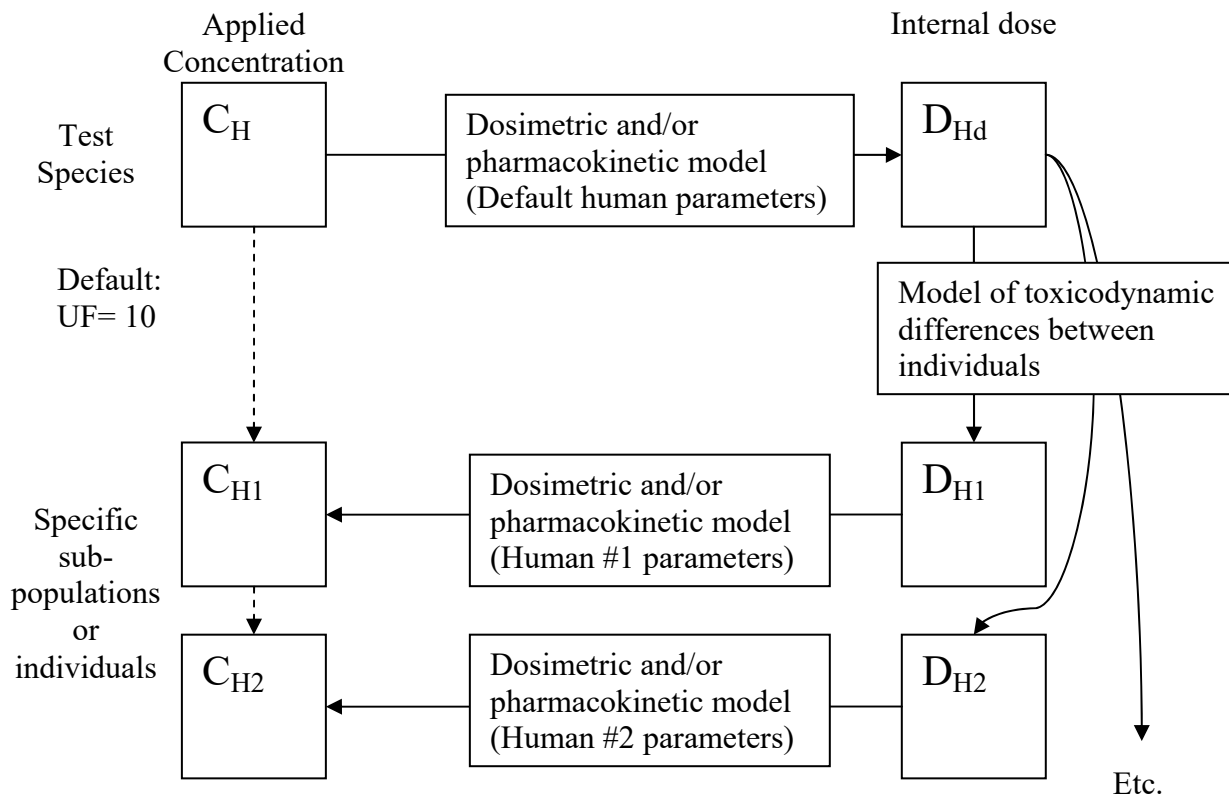 Applied
Concentration
Internal dose
Test
Species
C_H
Dosimetric and/or
pharmacokinetic model
(Default human parameters)
D_Hd
Default:
UF= 10
Model of toxicodynamic
differences between
individuals
Specific
sub-
populations
or
individuals
C_H1
Dosimetric and/or
pharmacokinetic model
(Human #1 parameters)
D_H1
C_H2
Dosimetric and/or
pharmacokinetic model
(Human #2 parameters)
D_H2
Etc.